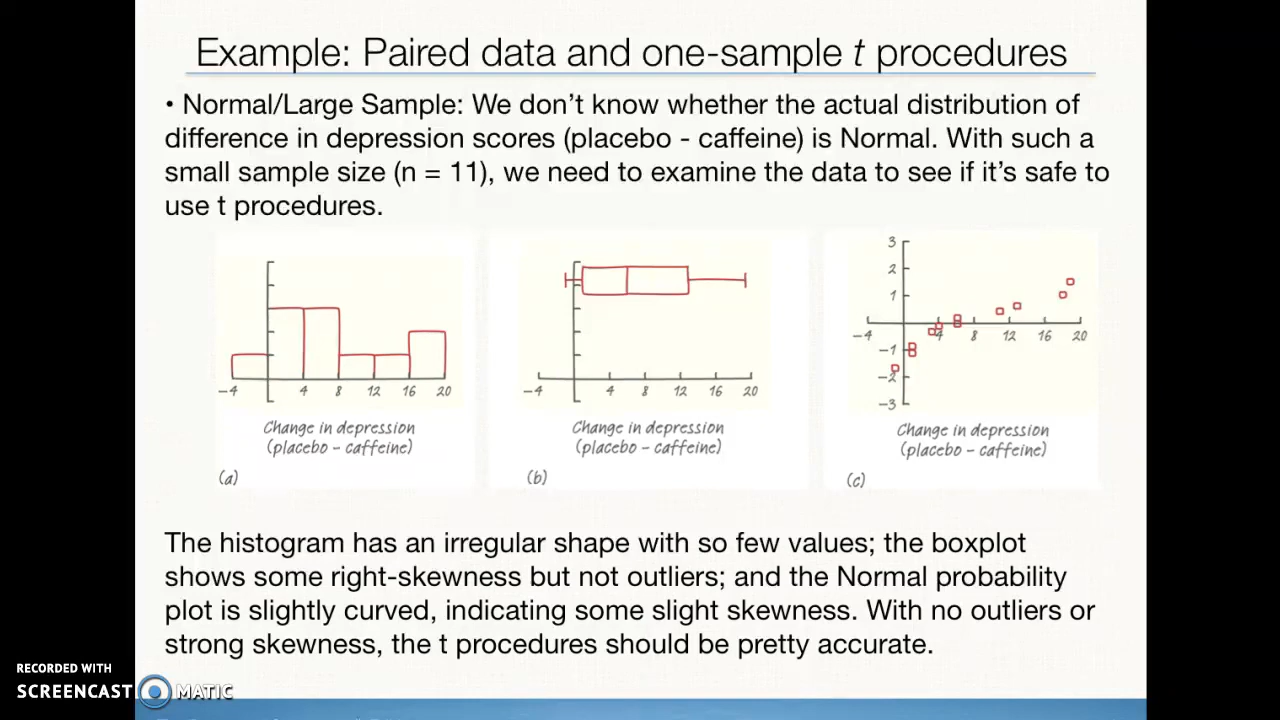 Example: Paired data and one-sample t procedures
• Normal/Large Sample: We don't know whether the actual distribution of
difference in depression scores (placebo - caffeine) is Normal. With such a
small sample size (n = 11), we need to examine the data to see if it's safe to
use t procedures.
-4 4 8 12 16 20
Change in depression
(placebo - caffeine)
(a)
-4 4 8 12 16 20
Change in depression
(placebo - caffeine)
(b)
3
2
1
-4 4 8 12 16 20
-1
-2
-3
Change in depression
(placebo - caffeine)
(c)
The histogram has an irregular shape with so few values; the boxplot
shows some right-skewness but not outliers; and the Normal probability
plot is slightly curved, indicating some slight skewness. With no outliers or
strong skewness, the t procedures should be pretty accurate.
RECORDED WITH
SCREENCAST MATIC